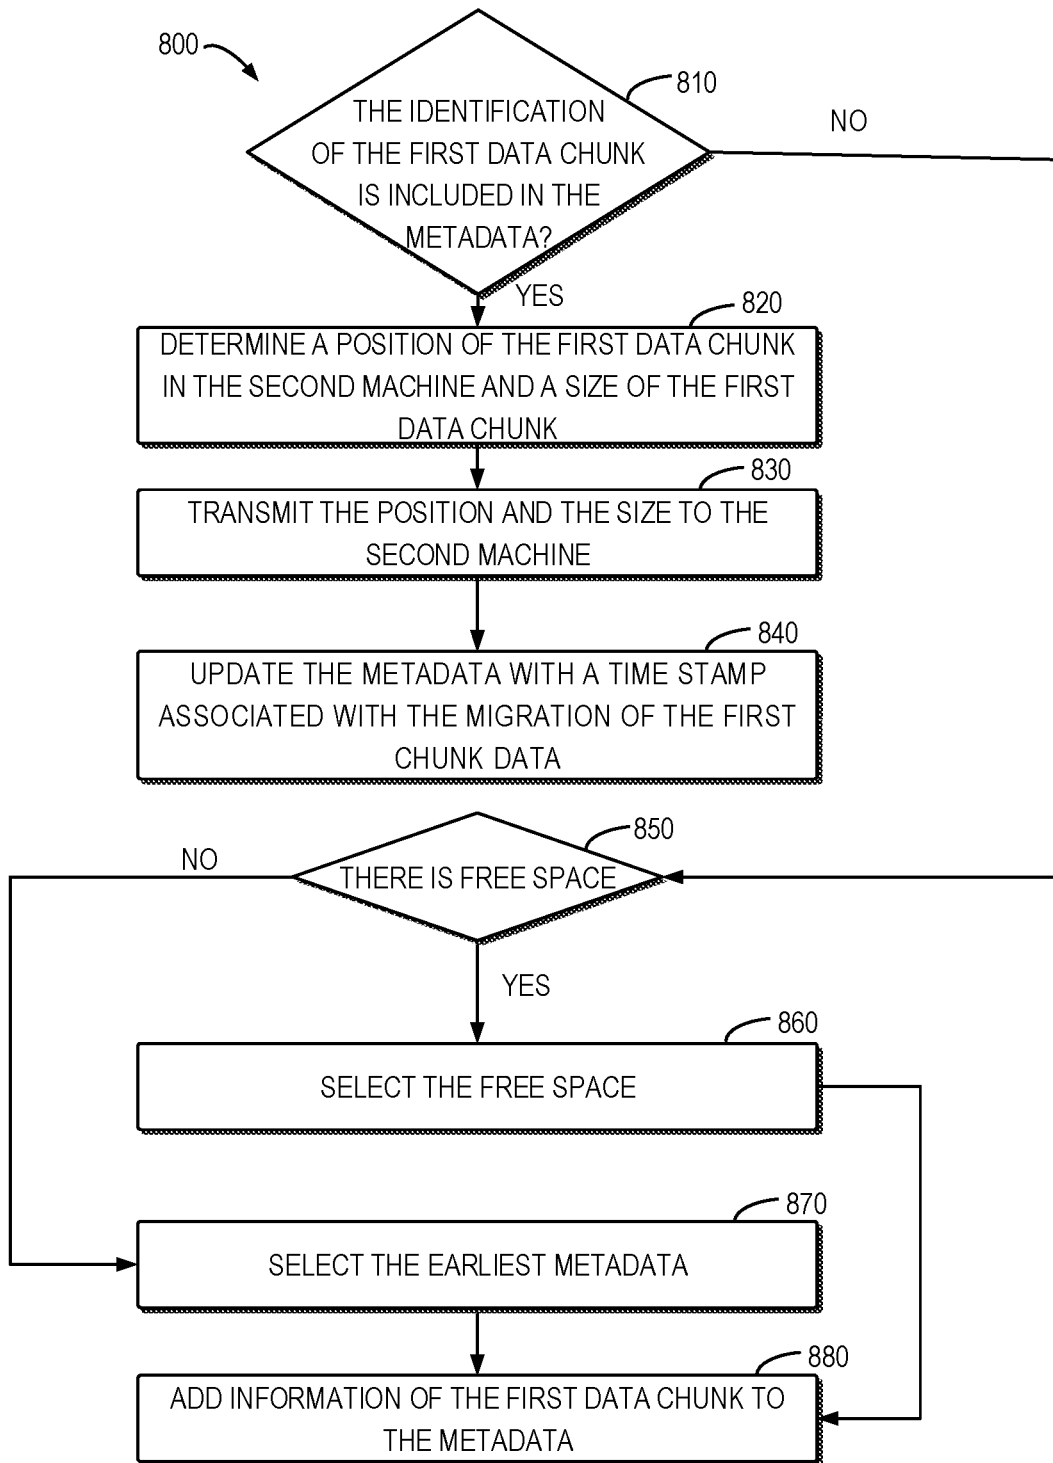 800
810
THE IDENTIFICATION
OF THE FIRST DATA CHUNK
IS INCLUDED IN THE
METADATA?
NO
YES
820
DETERMINE A POSITION OF THE FIRST DATA CHUNK
IN THE SECOND MACHINE AND A SIZE OF THE FIRST
DATA CHUNK
830
TRANSMIT THE POSITION AND THE SIZE TO THE
SECOND MACHINE
840
UPDATE THE METADATA WITH A TIME STAMP
ASSOCIATED WITH THE MIGRATION OF THE FIRST
CHUNK DATA
850
NO
THERE IS FREE SPACE
YES
860
SELECT THE FREE SPACE
870
SELECT THE EARLIEST METADATA
880
ADD INFORMATION OF THE FIRST DATA CHUNK TO
THE METADATA